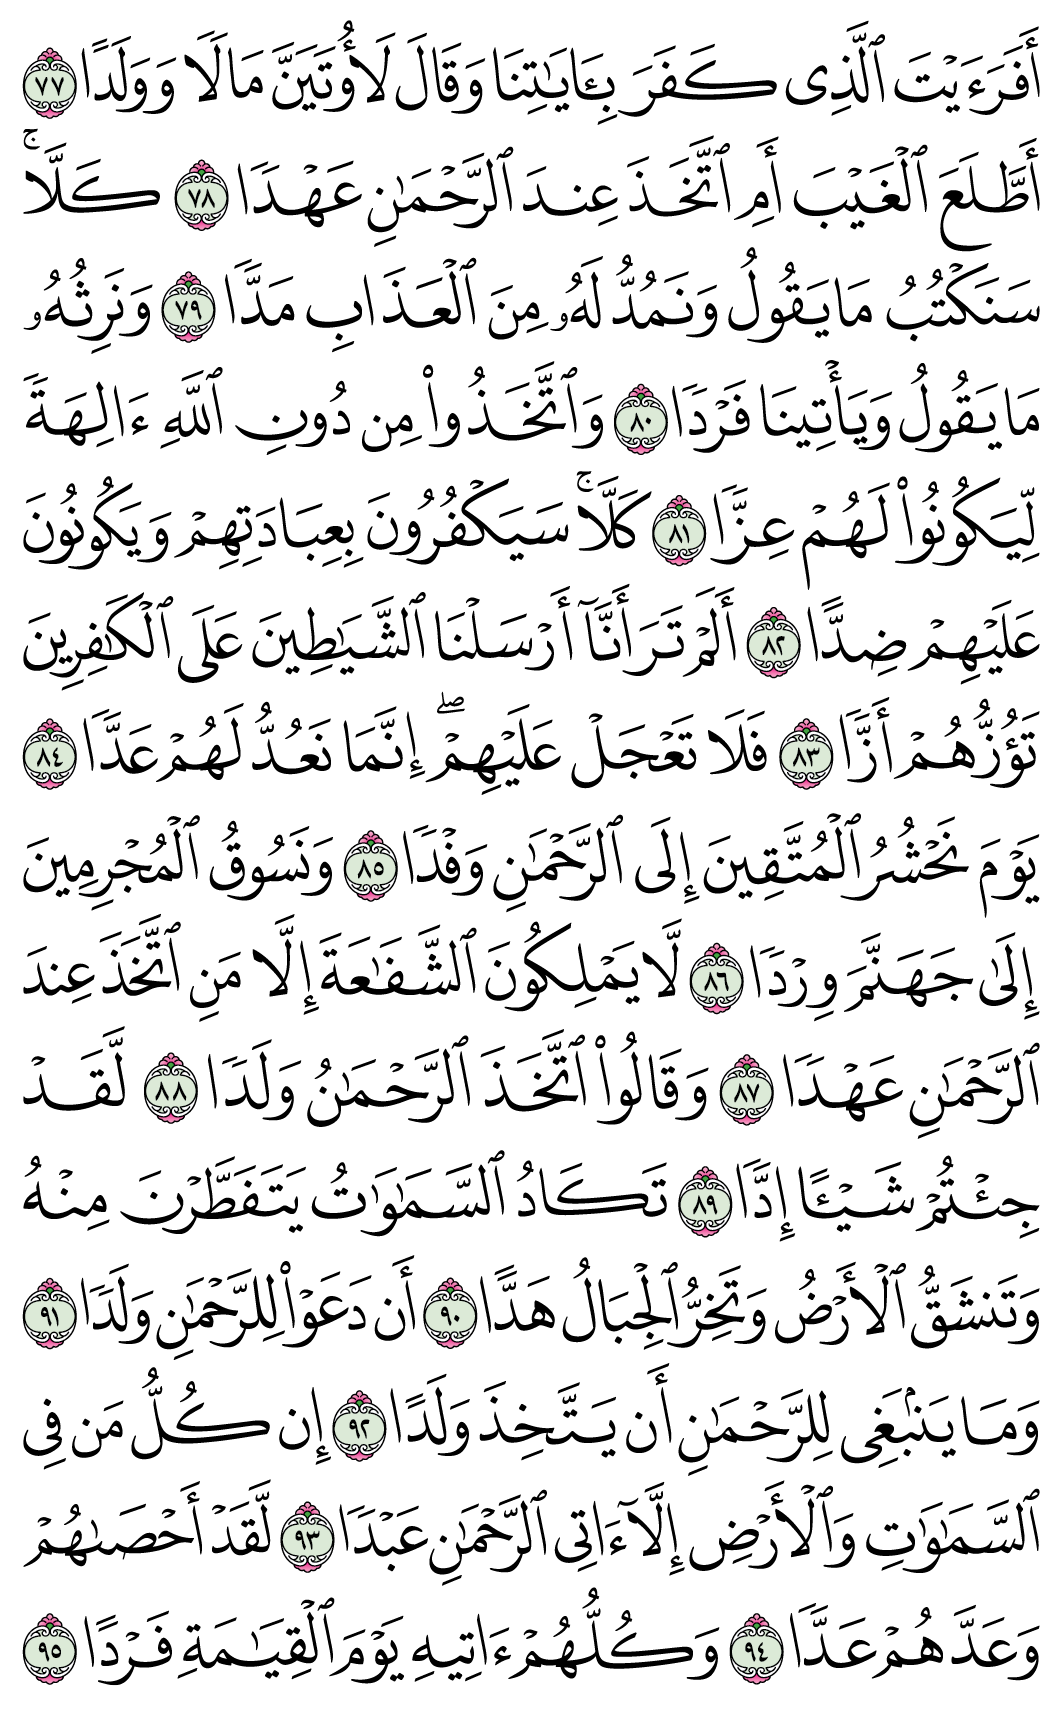 أَفَرَءَيْتَ ٱلَّذِى كَفَرَ بِـَٔايَـٰتِنَا وَقَالَ لَأُوتَيَنَّ مَالًا وَوَلَدًا ٧٧
أَطَّلَعَ ٱلْغَيْبَ أَمِ ٱتَّخَذَ عِندَ ٱلرَّحْمَـٰنِ عَهْدًا ٧٨ كَلَّا ۚ
سَنَكْتُبُ مَا يَقُولُ وَنَمُدُّ لَهُۥ مِنَ ٱلْعَذَابِ مَدًّا ٧٩ وَنَرِثُهُۥ
مَا يَقُولُ وَيَأْتِينَا فَرْدًا ٨٠ وَٱتَّخَذُوا۟ مِن دُونِ ٱللَّهِ ءَالِهَةً
لِّيَكُونُوا۟ لَهُمْ عِزًّا ٨١ كَلَّا ۚ سَيَكْفُرُونَ بِعِبَادَتِهِمْ وَيَكُونُونَ
عَلَيْهِمْ ضِدًّا ٨٢ أَلَمْ تَرَ أَنَّآ أَرْسَلْنَا ٱلشَّيَـٰطِينَ عَلَى ٱلْكَـٰفِرِينَ
تَؤُزُّهُمْ أَزًّا ٨٣ فَلَا تَعْجَلْ عَلَيْهِمْ ۖ إِنَّمَا نَعُدُّ لَهُمْ عَدًّا ٨٤
يَوْمَ نَحْشُرُ ٱلْمُتَّقِينَ إِلَى ٱلرَّحْمَـٰنِ وَفْدًا ٨٥ وَنَسُوقُ ٱلْمُجْرِمِينَ
إِلَىٰ جَهَنَّمَ وِرْدًا ٨٦ لَّا يَمْلِكُونَ ٱلشَّفَـٰعَةَ إِلَّا مَنِ ٱتَّخَذَ عِندَ
ٱلرَّحْمَـٰنِ عَهْدًا ٨٧ وَقَالُوا۟ ٱتَّخَذَ ٱلرَّحْمَـٰنُ وَلَدًا ٨٨ لَّقَدْ
جِئْتُمْ شَيْـًٔا إِدًّا ٨٩ تَكَادُ ٱلسَّمَـٰوَٰتُ يَتَفَطَّرْنَ مِنْهُ
وَتَنشَقُّ ٱلْأَرْضُ وَتَخِرُّ ٱلْجِبَالُ هَدًّا ٩٠ أَن دَعَوْا۟ لِلرَّحْمَـٰنِ وَلَدًا ٩١
وَمَا يَنۢبَغِى لِلرَّحْمَـٰنِ أَن يَتَّخِذَ وَلَدًا ٩٢ إِن كُلُّ مَن فِى
ٱلسَّمَـٰوَٰتِ وَٱلْأَرْضِ إِلَّآ ءَاتِى ٱلرَّحْمَـٰنِ عَبْدًا ٩٣ لَّقَدْ أَحْصَىٰهُمْ
وَعَدَّهُمْ عَدًّا ٩٤ وَكُلُّهُمْ ءَاتِيهِ يَوْمَ ٱلْقِيَـٰمَةِ فَرْدًا ٩٥